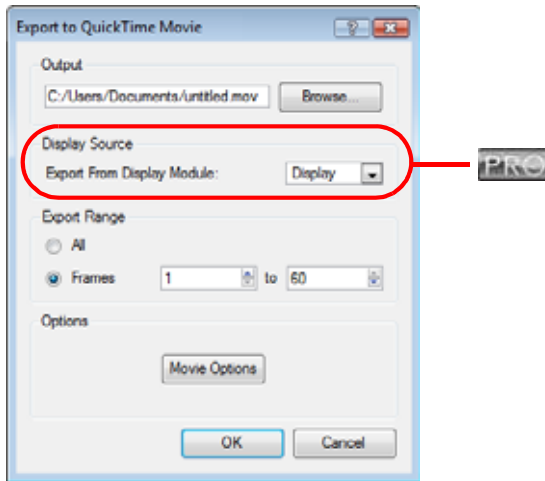 Export to QuickTime Movie
Output
C:/Users/Documents/untitled.mov Browse...
Display Source
Export From Display Module: Display
PRO
Export Range
All
Frames 1 to 60
Options
Movie Options
OK Cancel